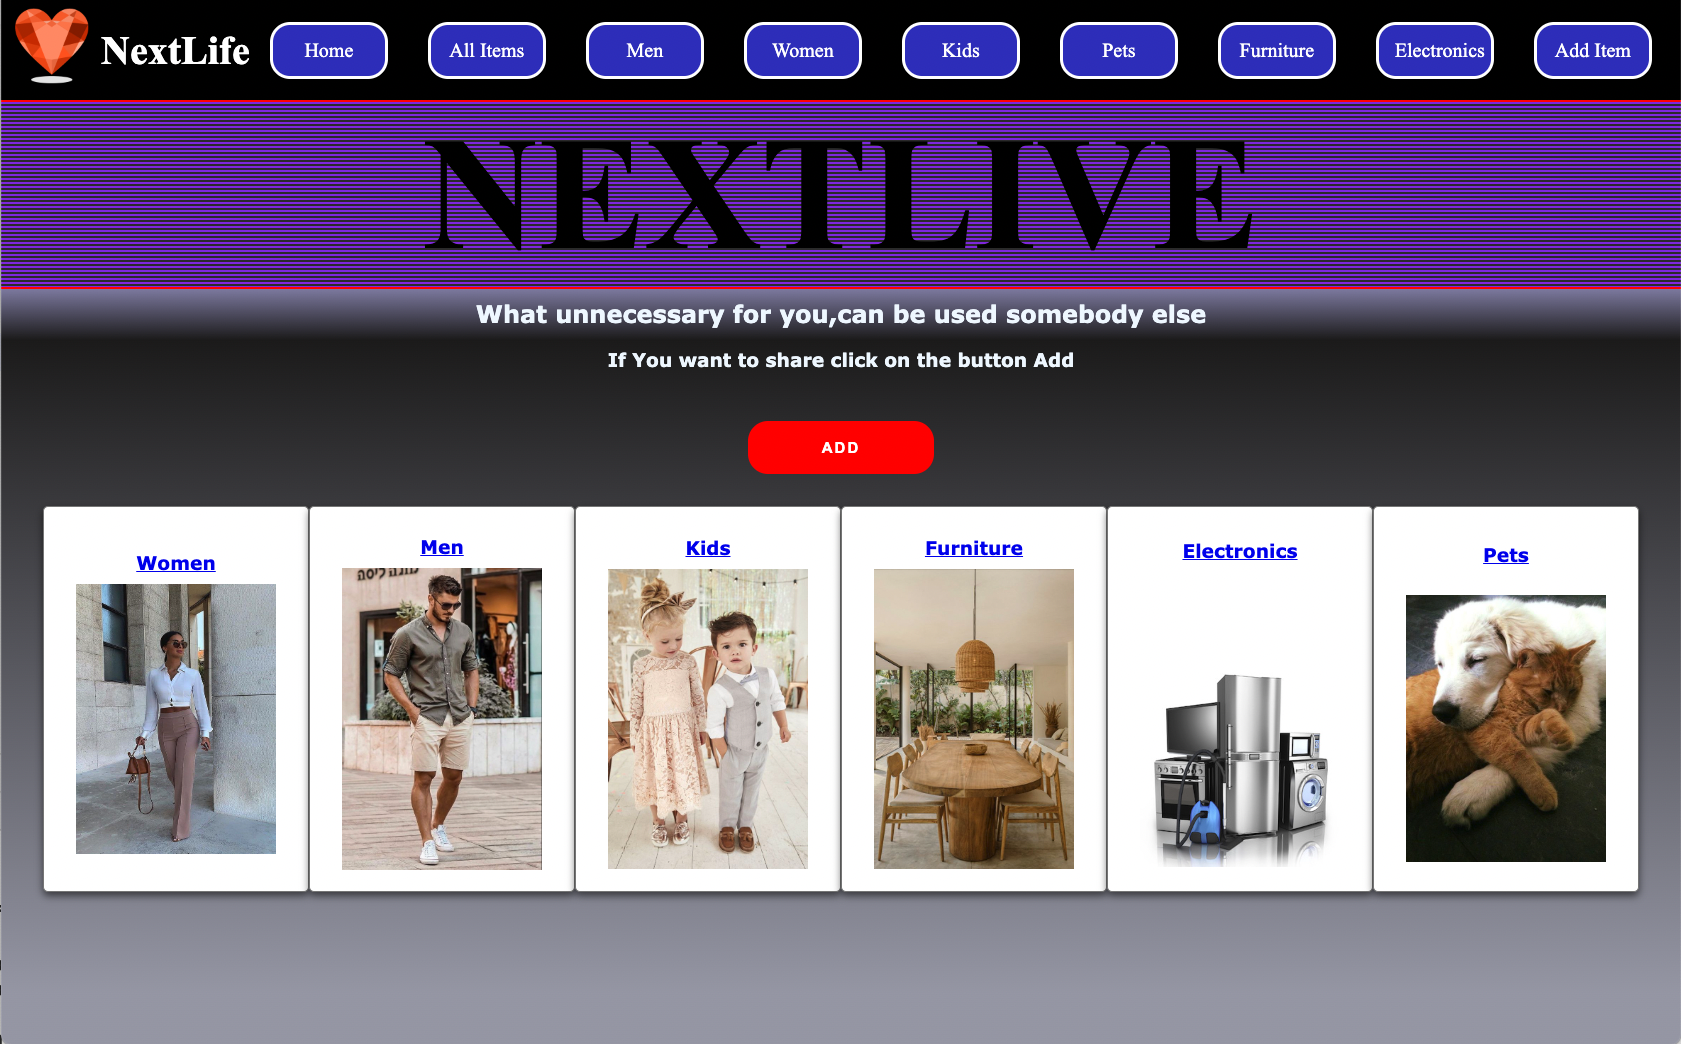 NextLife
Home
All Items
Men
Women
Kids
Pets
Furniture
Electronics
Add Item
NEXTLIVE
What unnecessary for you,can be used somebody else
If You want to share click on the button Add
ADD
Women
Men
Kids
Furniture
Electronics
Pets